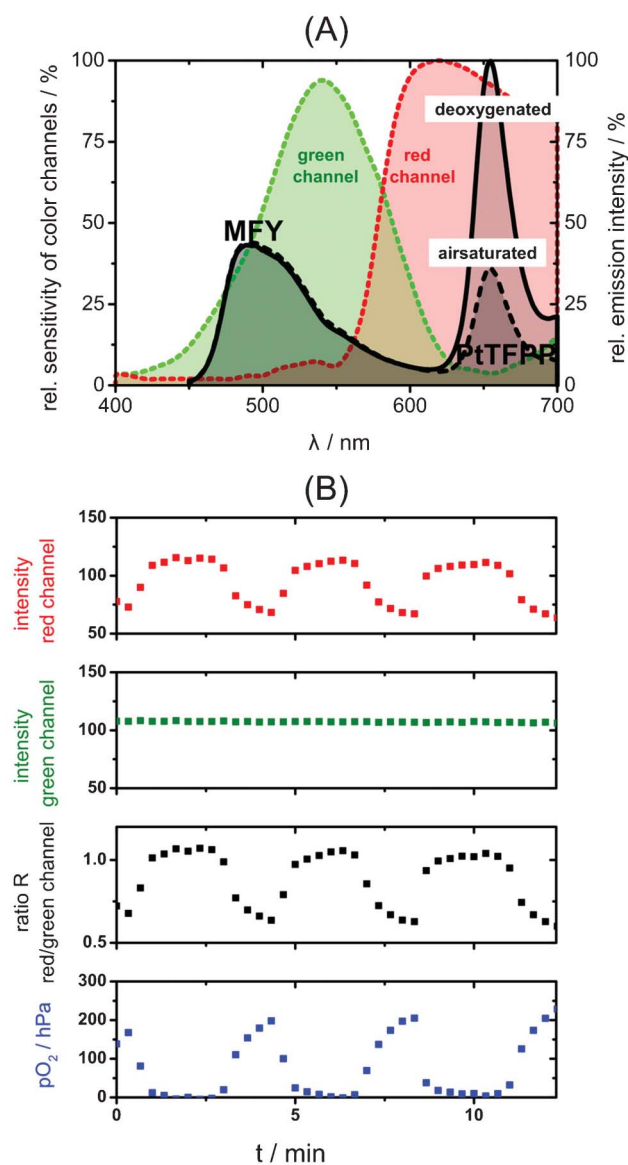 (A)
rel. sensitivity of color channels / %
100
75
50
25
0
green
channel
red
channel
deoxygenated
MFY
airsaturated
PtTFPP
100
75
50
25
0
rel. emission intensity / %
400
500
600
700
λ / nm
(B)
intensity
red channel
150
100
50
intensity
green channel
150
100
50
ratio R
red/green channel
1.0
0.5
pO2 / hPa
300
200
100
0
0
5
10
t / min